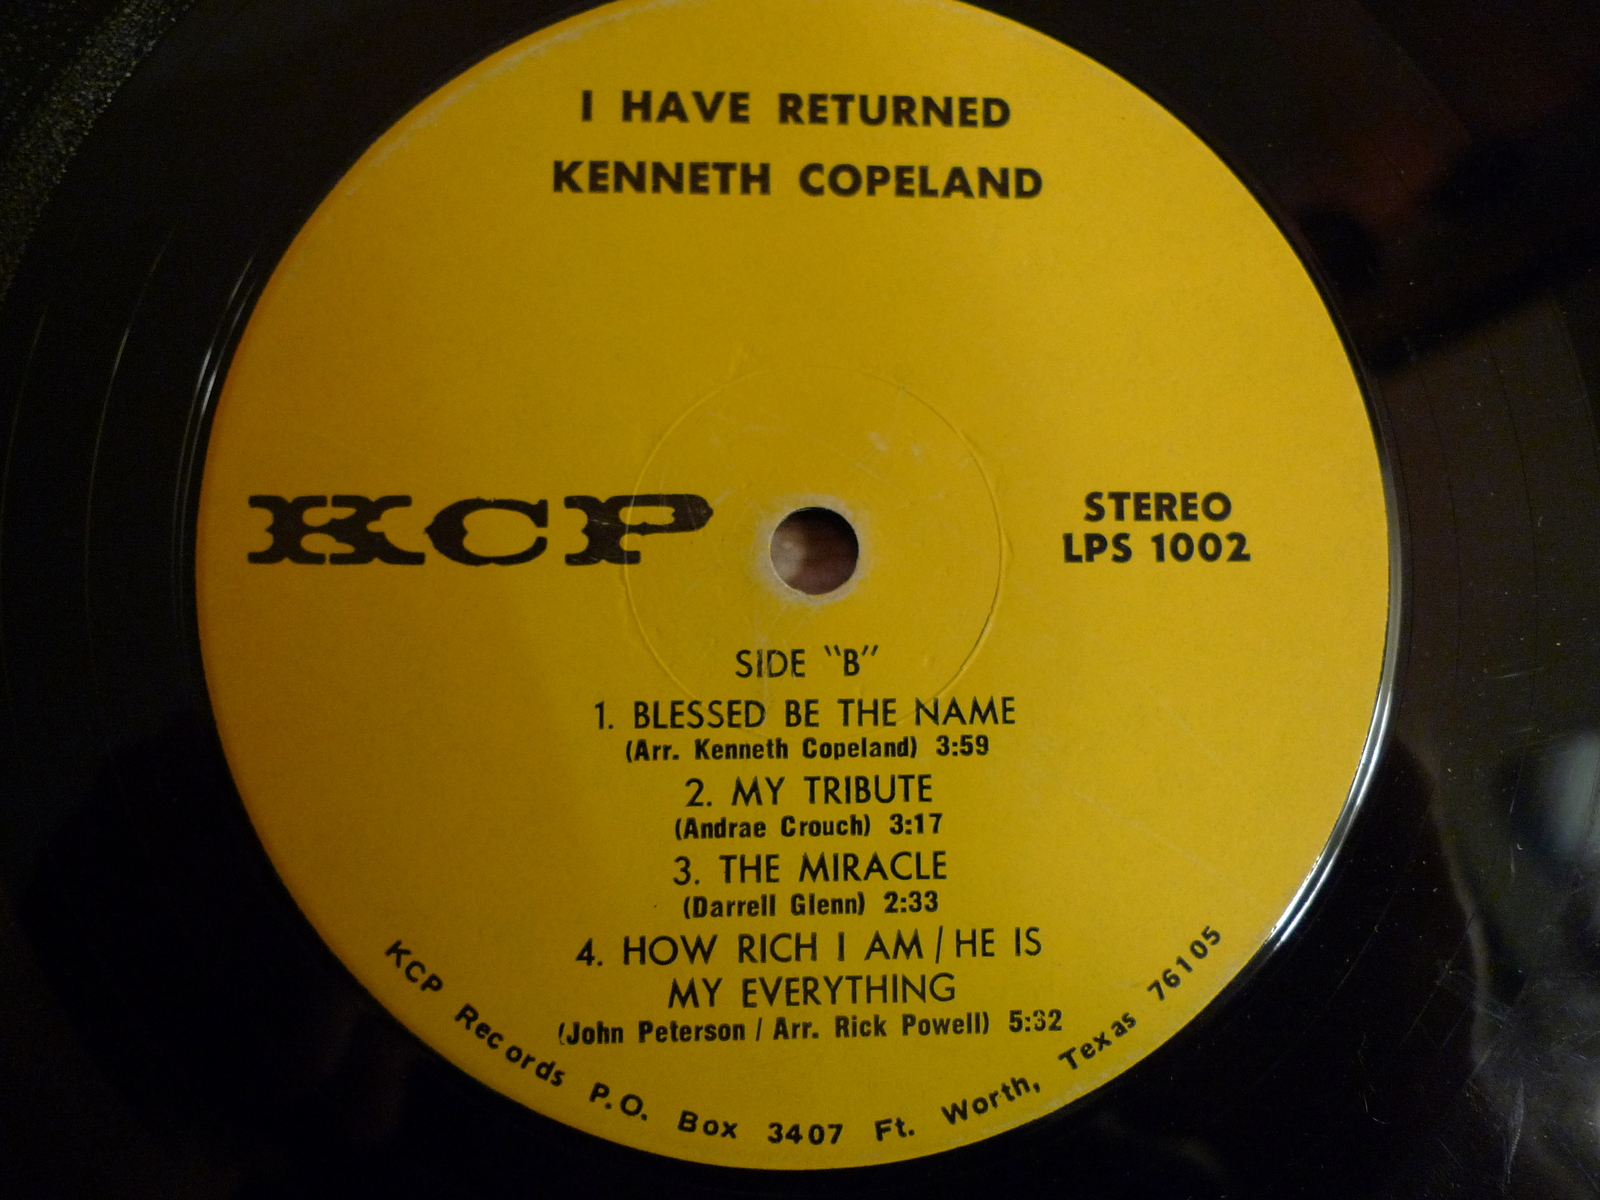 I HAVE RETURNED
KENNETH COPELAND
KCP
STEREO
LPS 1002
SIDE "B"
1. BLESSED BE THE NAME
(Arr. Kenneth Copeland) 3:59
2. MY TRIBUTE
(Andrae Crouch) 3:17
3. THE MIRACLE
(Darrell Glenn) 2:33
4. HOW RICH I AM / HE IS
MY EVERYTHING
(John Peterson / Arr. Rick Powell) 5:32
KCP Records P.O. Box 3407 Ft. Worth, Texas 76105